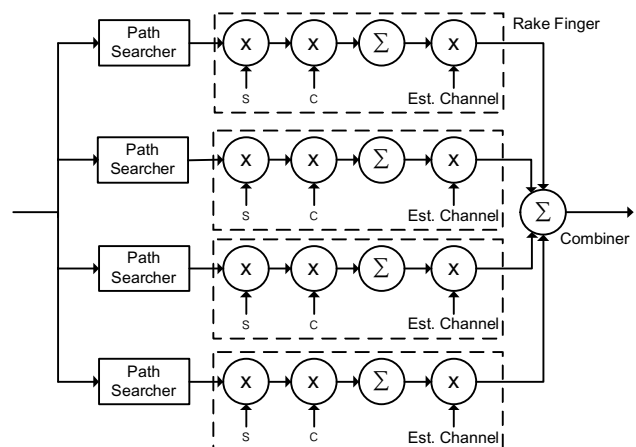 Path
Searcher
x x Σ x
Rake Finger
S C Est. Channel
Path
Searcher
x x Σ x
S C Est. Channel
Σ
Combiner
Path
Searcher
x x Σ x
S C Est. Channel
Path
Searcher
x x Σ x
S C Est. Channel